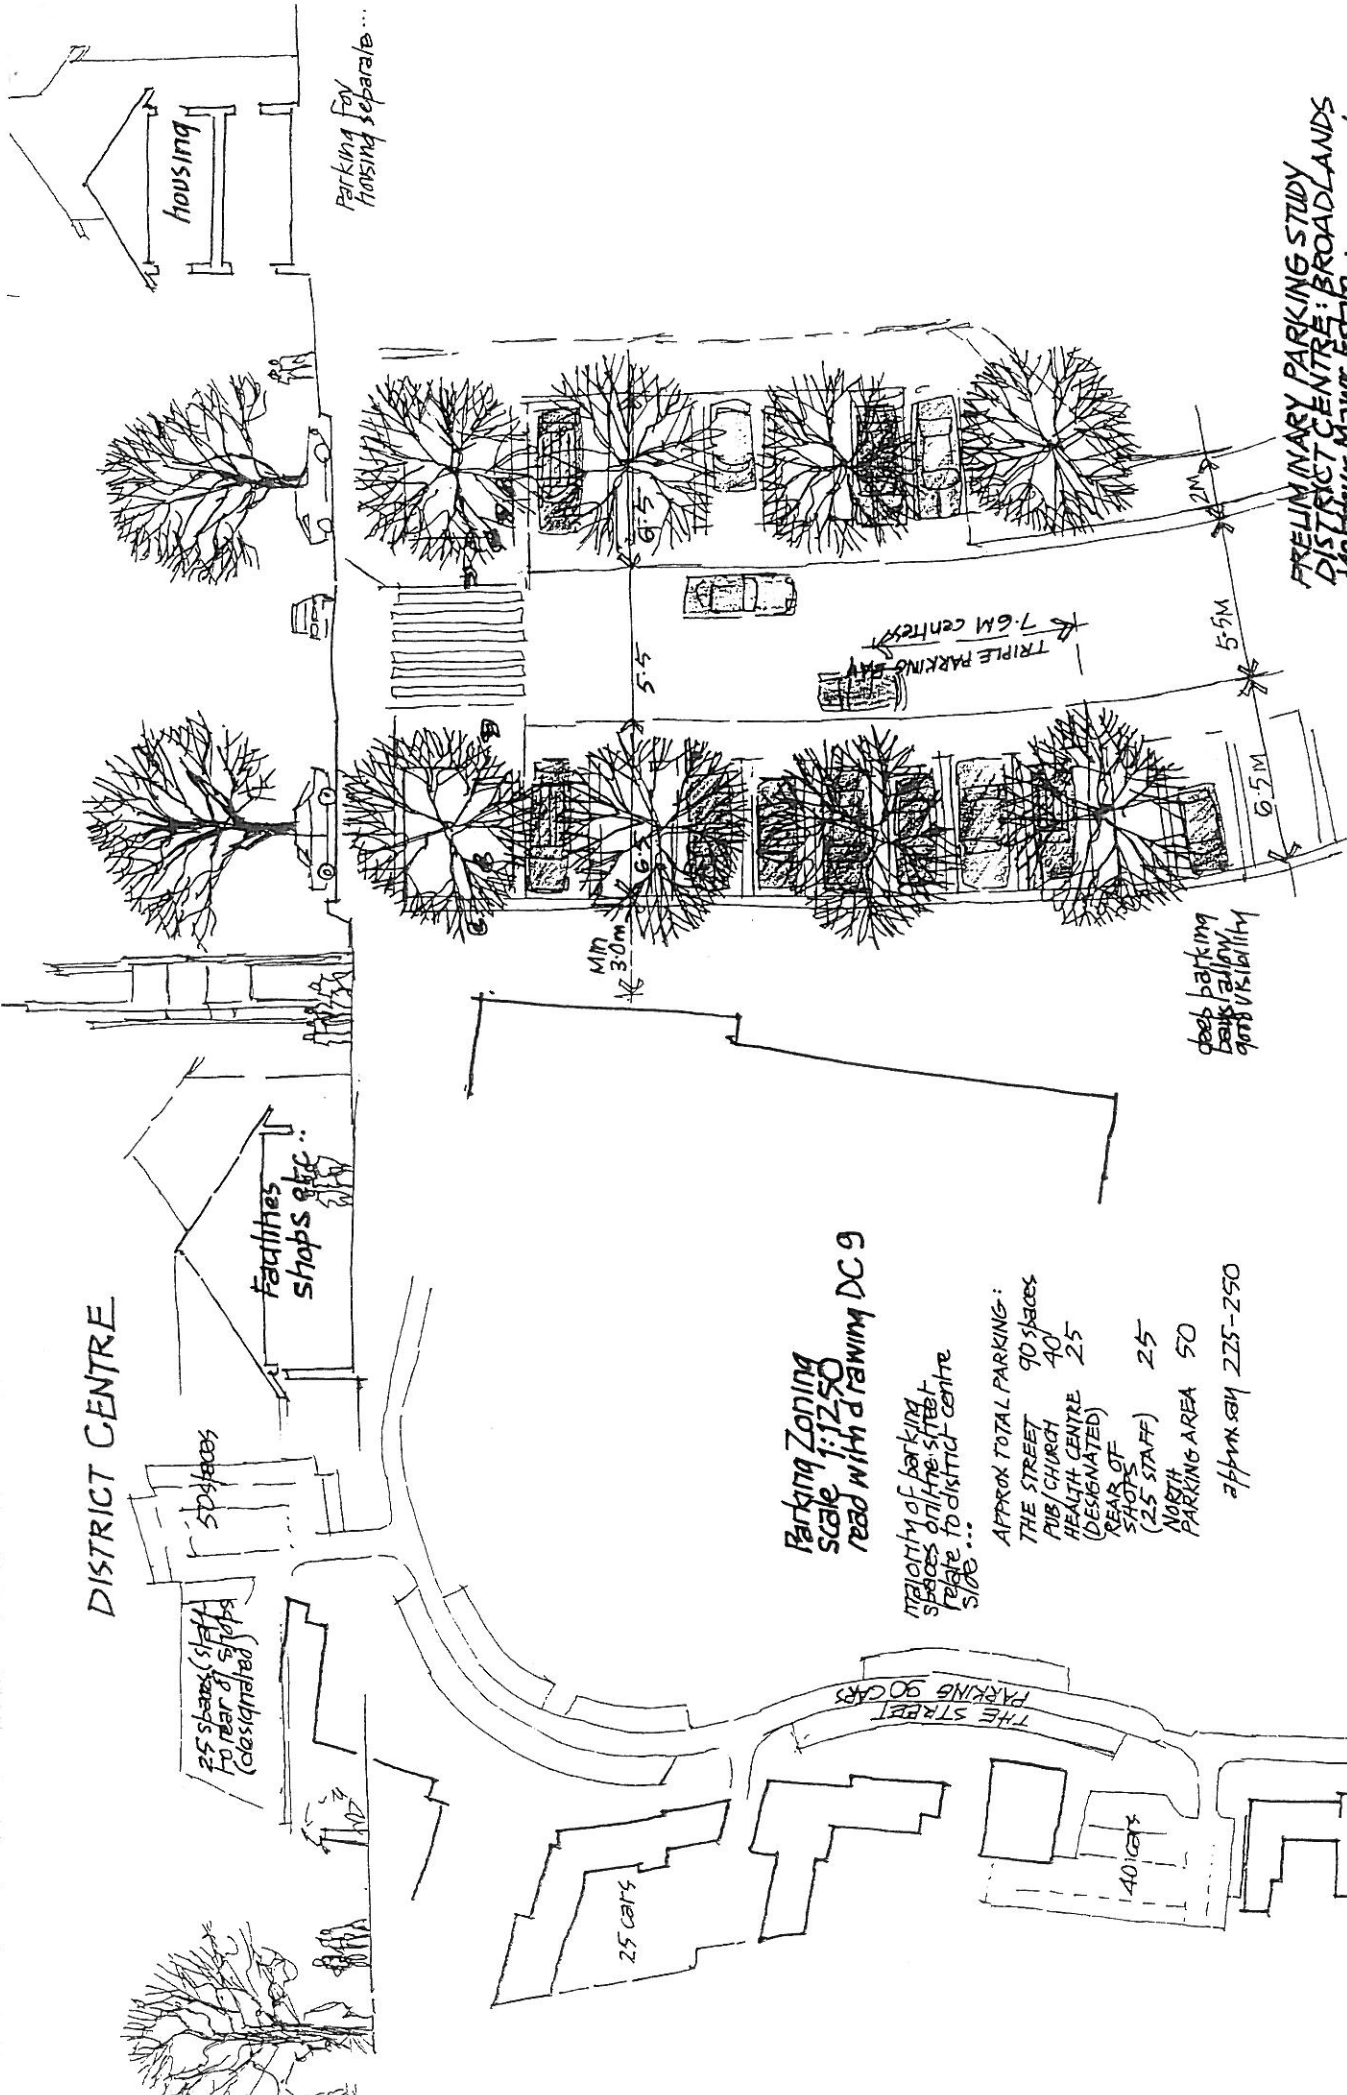 DISTRICT CENTRE
50 spaces
25 spaces (staff
to rear of shops
(designated)
Facilities
shops etc..
housing
Parking for
housing separate...
Min
3.0m
6.5
5.5
6.5
TRIPLE PARKING BAY
7.6M centres
6.5M
5.5M
2M
deep parking
bays allow
good visibility
Parking Zoning
scale 1:1250
read with drawing DC 9
majority of parking
spaces on the street
relate to district centre
side...
APPROX TOTAL PARKING:
THE STREET 90 spaces
PUB/CHURCH 40
HEALTH CENTRE 25
(DESIGNATED)
REAR OF
SHOPS
(25 STAFF) 25
NORTH
PARKING AREA 50
approx say 225-250
THE STREET
PARKING 90 CARS
25 cars
40 cars
PRELIMINARY PARKING STUDY
DISTRICT CENTRE: BROADLANDS